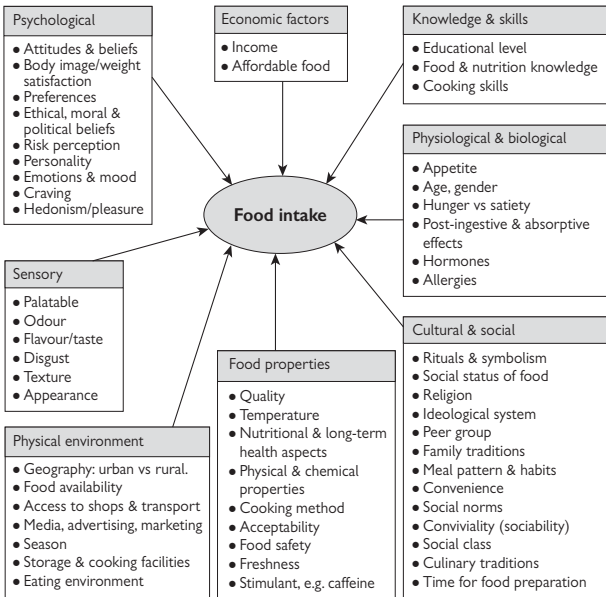 Psychological
● Attitudes & beliefs
● Body image/weight
satisfaction
● Preferences
● Ethical, moral &
political beliefs
● Risk perception
● Personality
● Emotions & mood
● Craving
● Hedonism/pleasure
Economic factors
● Income
● Affordable food
Knowledge & skills
● Educational level
● Food & nutrition knowledge
● Cooking skills
Physiological & biological
● Appetite
● Age, gender
● Hunger vs satiety
● Post-ingestive & absorptive
effects
● Hormones
● Allergies
Food intake
Sensory
● Palatable
● Odour
● Flavour/taste
● Disgust
● Texture
● Appearance
Physical environment
● Geography: urban vs rural.
● Food availability
● Access to shops & transport
● Media, advertising, marketing
● Season
● Storage & cooking facilities
● Eating environment
Food properties
● Quality
● Temperature
● Nutritional & long-term
health aspects
● Physical & chemical
properties
● Cooking method
● Acceptability
● Food safety
● Freshness
● Stimulant, e.g. caffeine
Cultural & social
● Rituals & symbolism
● Social status of food
● Religion
● Ideological system
● Peer group
● Family traditions
● Meal pattern & habits
● Convenience
● Social norms
● Conviviality (sociability)
● Social class
● Culinary traditions
● Time for food preparation